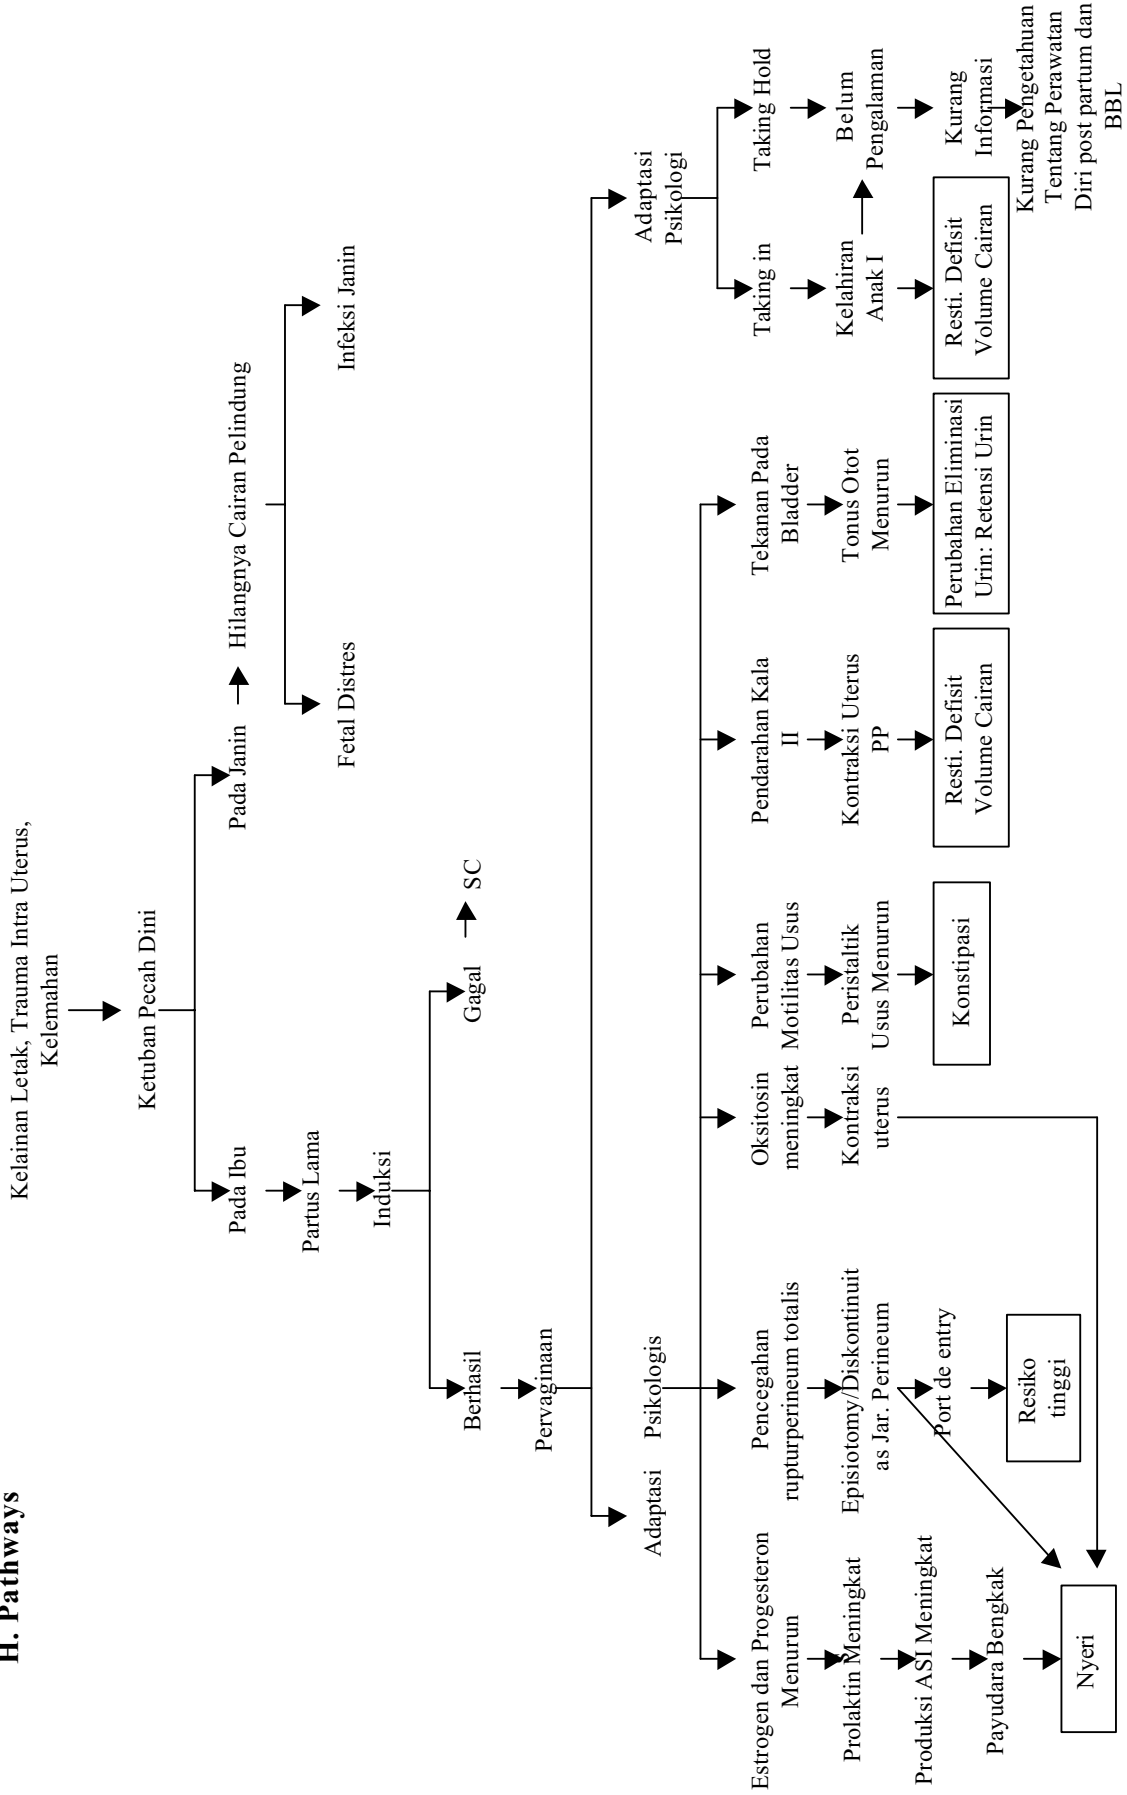 H. Pathways
Kelainan Letak, Trauma Intra Uterus,
Kelemahan
Ketuban Pecah Dini
Pada Ibu
Pada Janin
Hilangnya Cairan Pelindung
Partus Lama
Fetal Distres
Infeksi Janin
Induksi
Berhasil
Gagal
SC
Pervaginaan
Adaptasi
Psikologis
Adaptasi
Psikologi
Estrogen dan Progesteron
Menurun
Pencegahan
rupturperineum totalis
Oksitosin
meningkat
Perubahan
Motilitas Usus
Pendarahan Kala
II
Tekanan Pada
Bladder
Taking in
Taking Hold
Prolaktin Meningkat
Episiotomy/Diskontinuit
as Jar. Perineum
Kontraksi
uterus
Peristaltik
Usus Menurun
Kontraksi Uterus
PP
Tonus Otot
Menurun
Kelahiran
Anak I
Belum
Pengalaman
Produksi ASI Meningkat
Port de entry
Konstipasi
Resti. Defisit
Volume Cairan
Perubahan Eliminasi
Urin: Retensi Urin
Resti. Defisit
Volume Cairan
Kurang
Informasi
Payudara Bengkak
Resiko
tinggi
Kurang Pengetahuan
Tentang Perawatan
Diri post partum dan
BBL
Nyeri